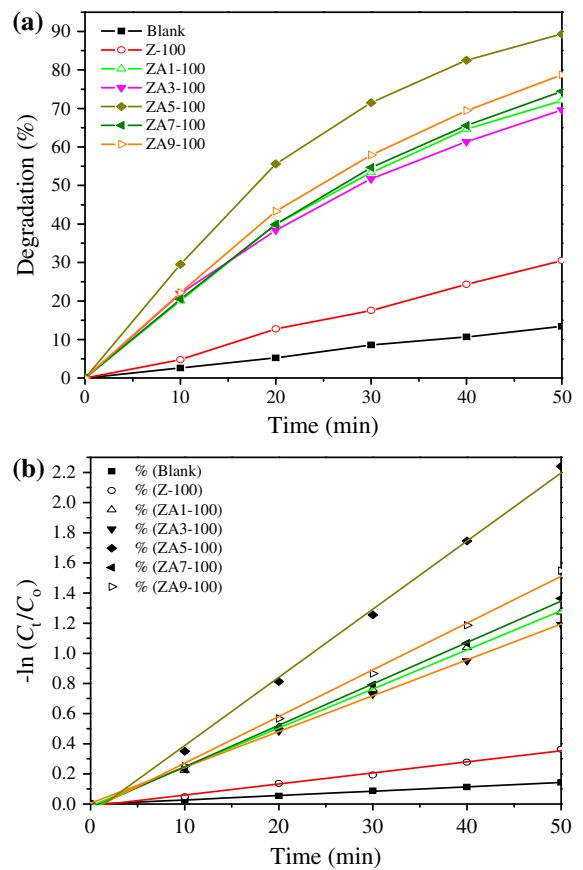 (a)
Blank
Z-100
ZA1-100
ZA3-100
ZA5-100
ZA7-100
ZA9-100
Degradation (%)
90
80
70
60
50
40
30
20
10
0
0 10 20 30 40 50
Time (min)
(b)
% (Blank)
% (Z-100)
% (ZA1-100)
% (ZA3-100)
% (ZA5-100)
% (ZA7-100)
% (ZA9-100)
-ln (Ct/Co)
2.2
2.0
1.8
1.6
1.4
1.2
1.0
0.8
0.6
0.4
0.2
0.0
0 10 20 30 40 50
Time (min)